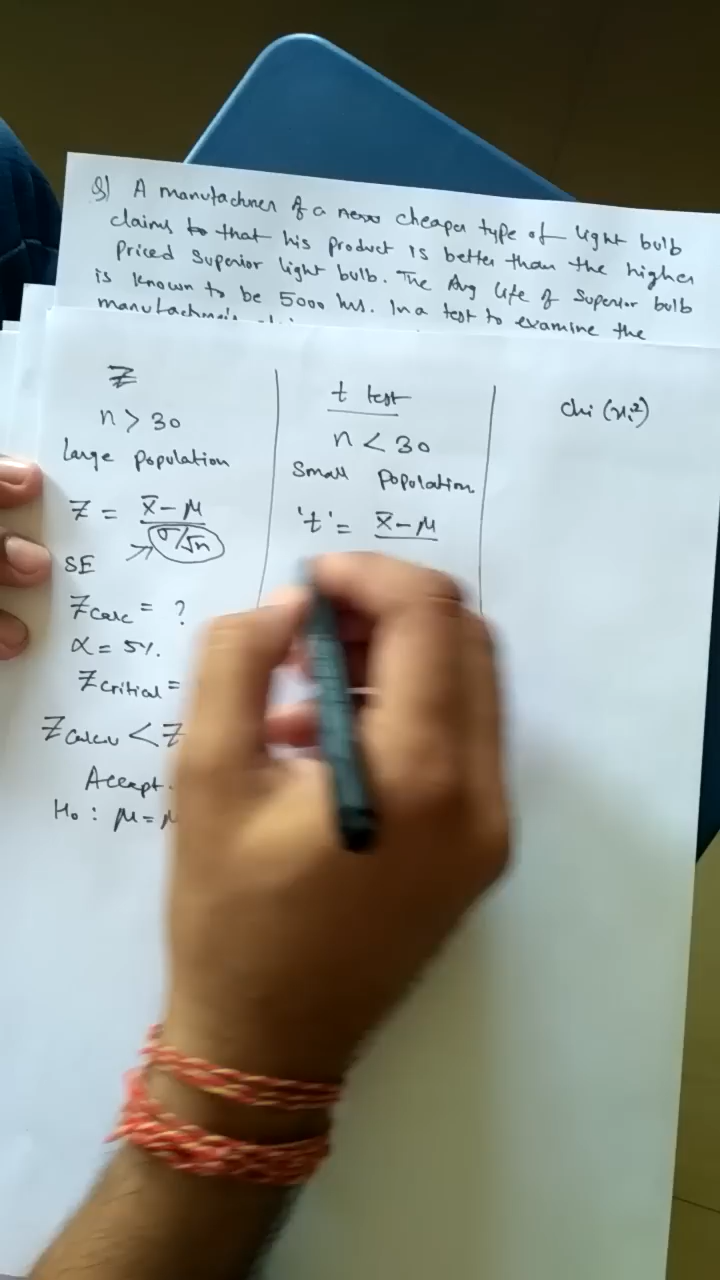 Q) A manufacturer of a new cheaper type of light bulb
claims to that his product is better than the higher
priced superior light bulb. The Avg life of Superior bulb
is known to be 5000 hrs. In a test to examine the
Z
n > 30
Large population
Z = x̄ - μ
σ/√n
SE
Zcalc = ?
α = 5%.
Zcritical =
Zcalcu < Z
Accept.
H₀ : μ = μ
t test
n < 30
Small Population
't' = x̄ - μ
Chi (χ²)